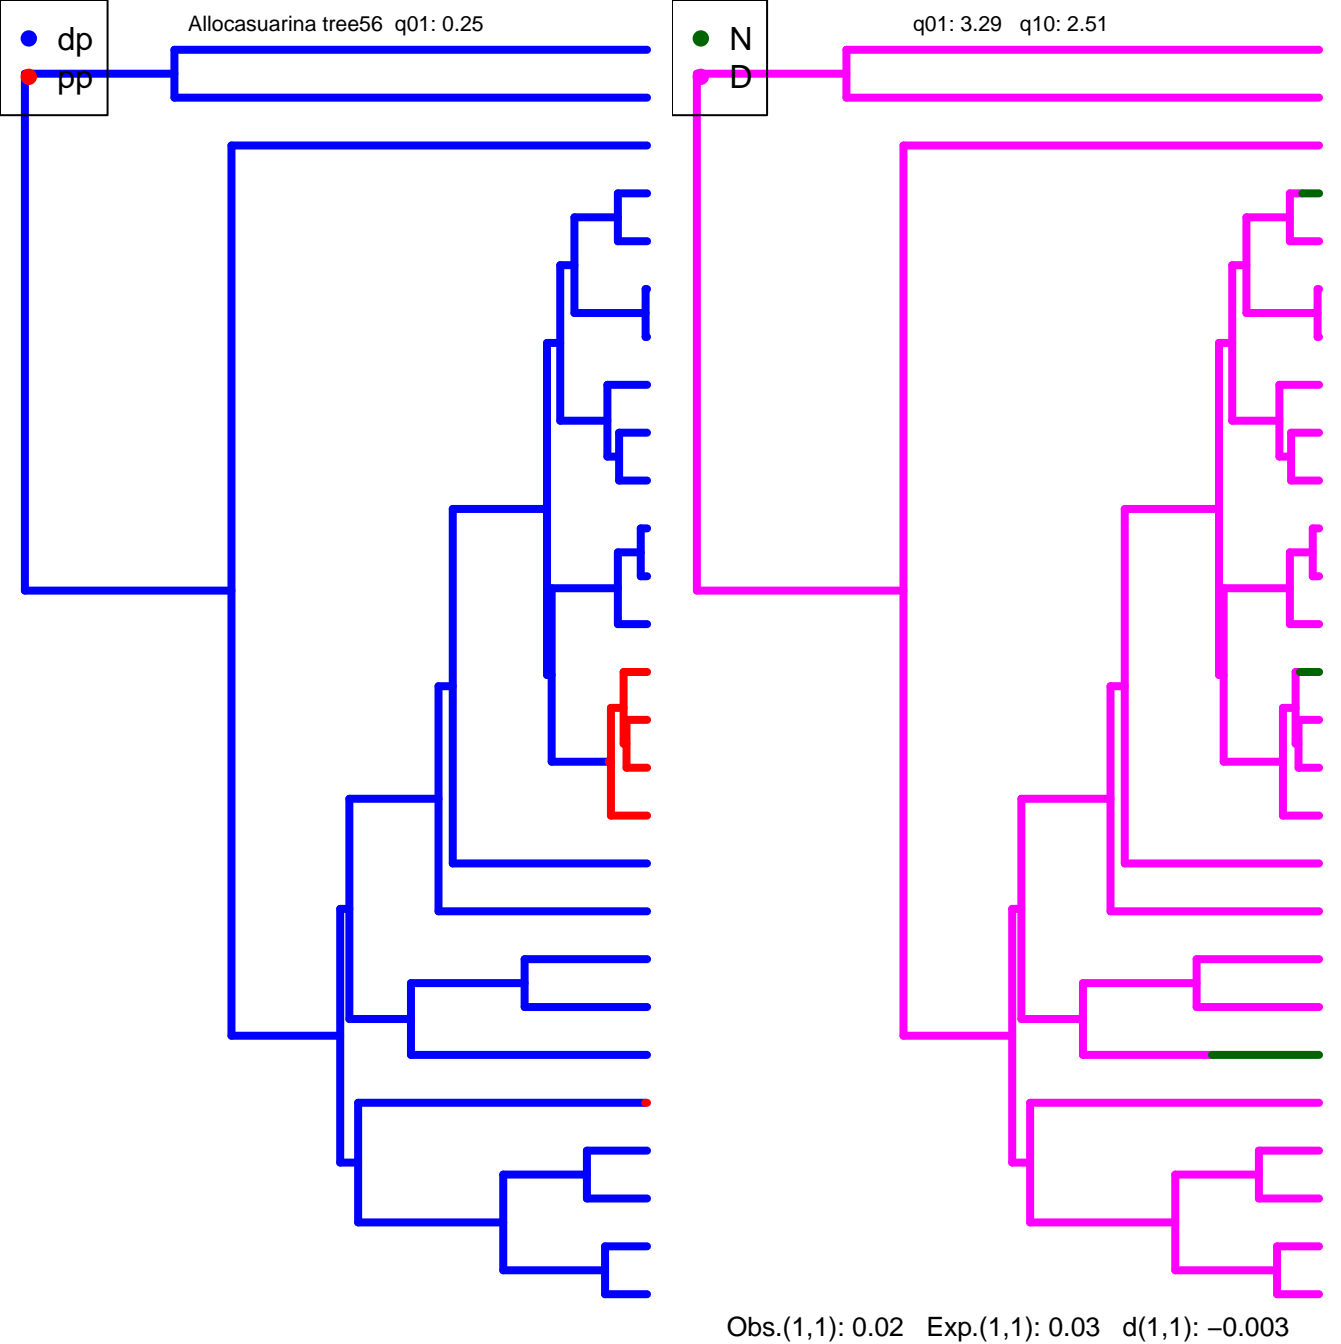 Allocasuarina tree56 q01: 0.25
dp
pp
q01: 3.29 q10: 2.51
N
D
Obs.(1,1): 0.02 Exp.(1,1): 0.03 d(1,1): −0.003